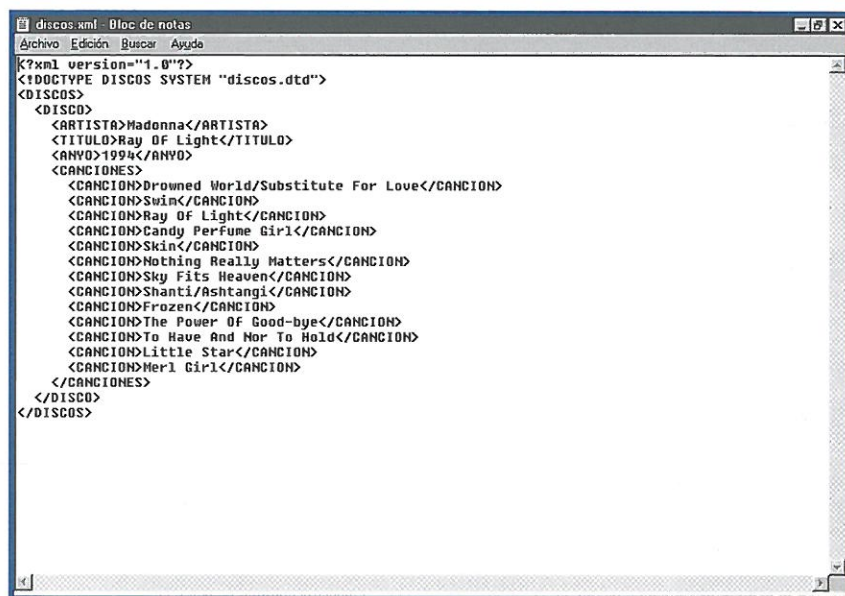 discos.xml - Bloc de notas
Archivo Edición Buscar Ayuda
<?xml version="1.0"?>
<!DOCTYPE DISCOS SYSTEM "discos.dtd">
<DISCOS>
<DISCO>
<ARTISTA>Madonna</ARTISTA>
<TITULO>Ray Of Light</TITULO>
<ANYO>1994</ANYO>
<CANCIONES>
<CANCION>Drowned World/Substitute For Love</CANCION>
<CANCION>Swim</CANCION>
<CANCION>Ray Of Light</CANCION>
<CANCION>Candy Perfume Girl</CANCION>
<CANCION>Skin</CANCION>
<CANCION>Nothing Really Matters</CANCION>
<CANCION>Sky Fits Heaven</CANCION>
<CANCION>Shanti/Ashtangi</CANCION>
<CANCION>Frozen</CANCION>
<CANCION>The Power Of Good-bye</CANCION>
<CANCION>To Have And Nor To Hold</CANCION>
<CANCION>Little Star</CANCION>
<CANCION>Merl Girl</CANCION>
</CANCIONES>
</DISCO>
</DISCOS>